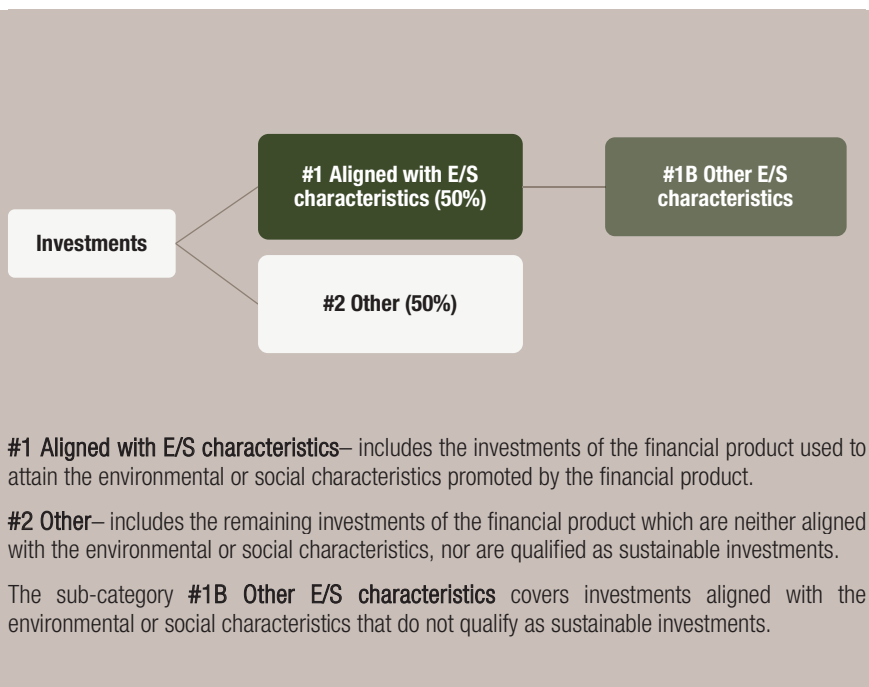 #1 Aligned with E/S
characteristics (50%)
#1B Other E/S
characteristics
Investments
#2 Other (50%)
#1 Aligned with E/S characteristics– includes the investments of the financial product used to
attain the environmental or social characteristics promoted by the financial product.
#2 Other– includes the remaining investments of the financial product which are neither aligned
with the environmental or social characteristics, nor are qualified as sustainable investments.
The sub-category #1B Other E/S characteristics covers investments aligned with the
environmental or social characteristics that do not qualify as sustainable investments.